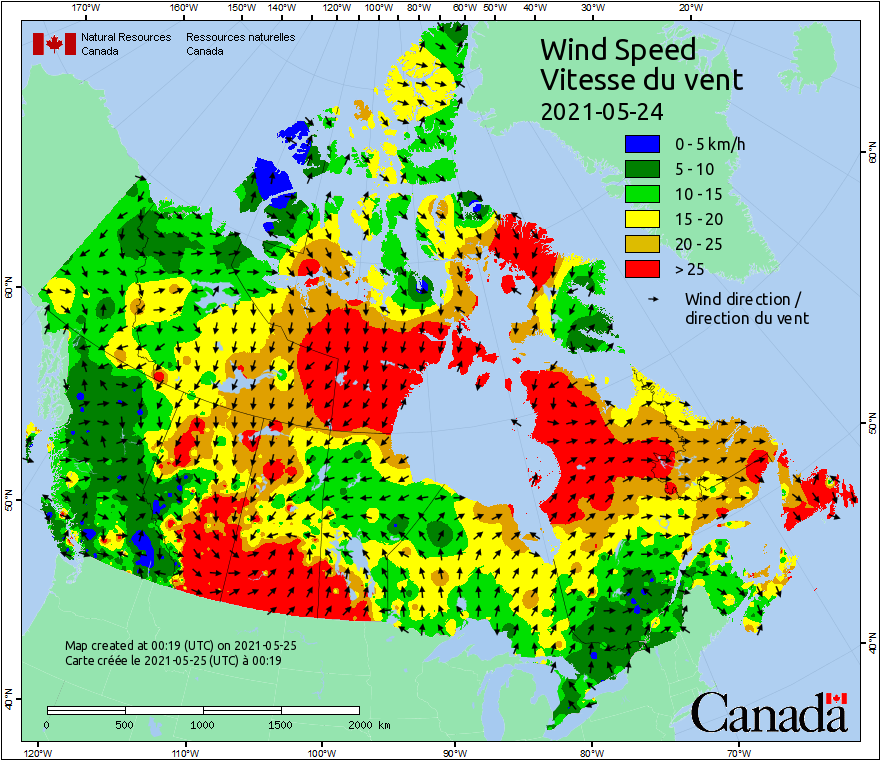 170°W 160°W 150°W 140°W 120°W 100°W 80°W 60°W 50°W 40°W 30°W 20°W
Natural Resources Canada
Ressources naturelles Canada
Wind Speed
Vitesse du vent
2021-05-24
0 - 5 km/h
5 - 10
10 - 15
15 - 20
20 - 25
> 25
Wind direction /
direction du vent
60°N
50°N
40°N
60°N
50°N
40°N
Map created at 00:19 (UTC) on 2021-05-25
Carte créée le 2021-05-25 (UTC) à 00:19
0 500 1000 1500 2000 km
Canada
120°W 110°W 100°W 90°W 80°W 70°W